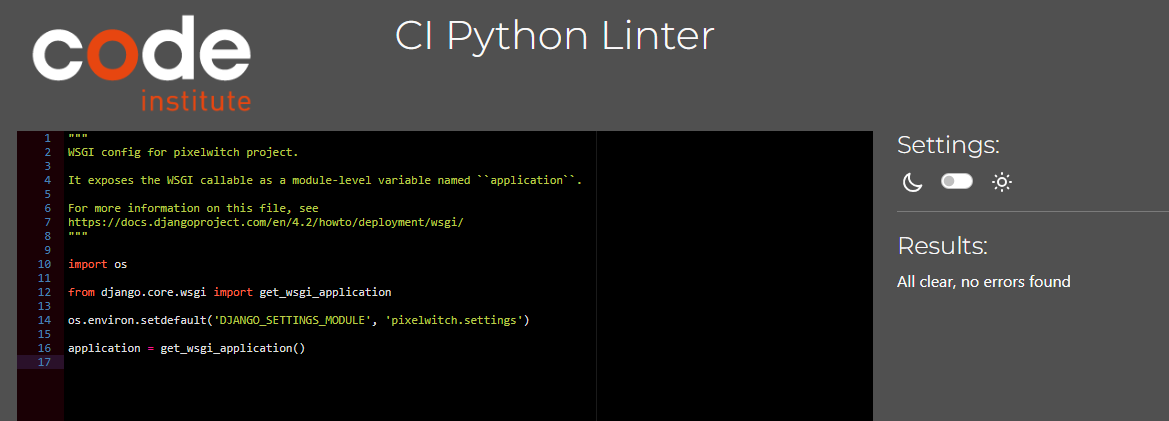 code
institute
CI Python Linter
1 """
2 WSGI config for pixelwitch project.
3
4 It exposes the WSGI callable as a module-level variable named ``application``.
5
6 For more information on this file, see
7 https://docs.djangoproject.com/en/4.2/howto/deployment/wsgi/
8 """
9
10 import os
11
12 from django.core.wsgi import get_wsgi_application
13
14 os.environ.setdefault('DJANGO_SETTINGS_MODULE', 'pixelwitch.settings')
15
16 application = get_wsgi_application()
17
Settings:
Results:
All clear, no errors found